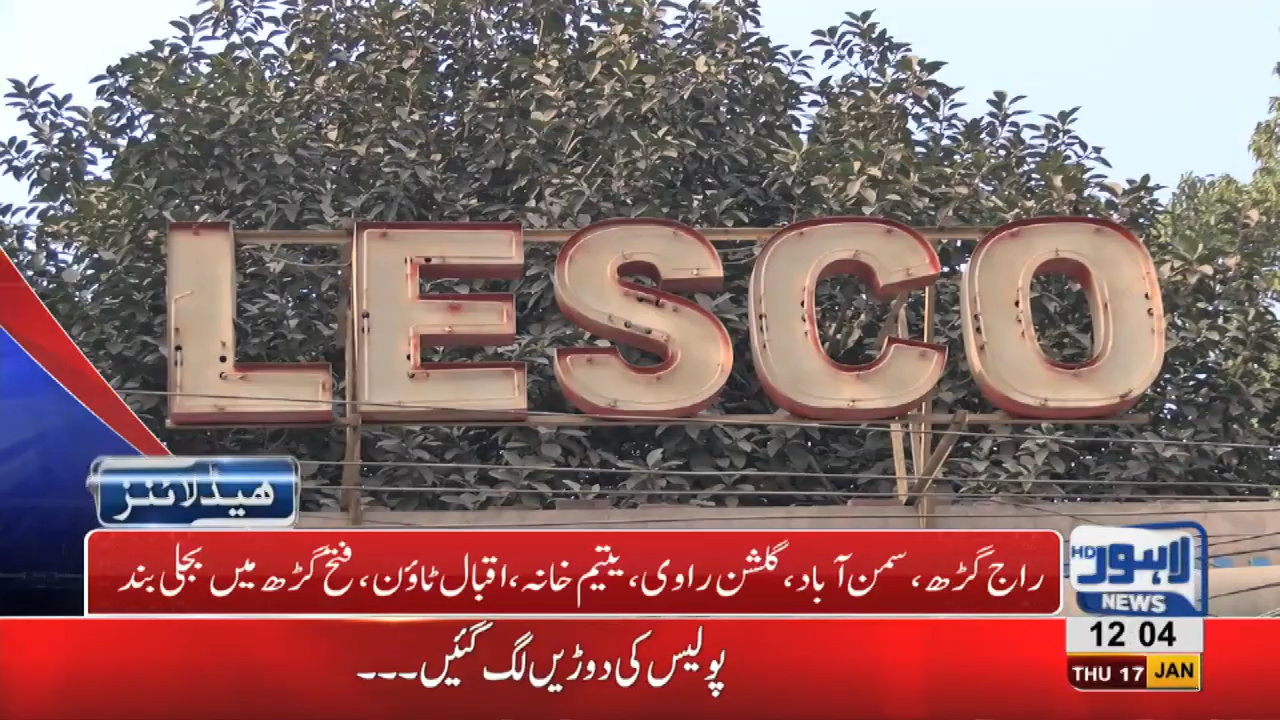 LESCO
ھیڈلائنز
راج گڑھ، سمن آباد، گلشن راوی، یتیم خانہ، اقبال ٹاؤن، فتح گڑھ میں بجلی بند
HD
لاہور
NEWS
پولیس کی دوڑیں لگ گئیں۔۔۔
12 04
THU 17 JAN